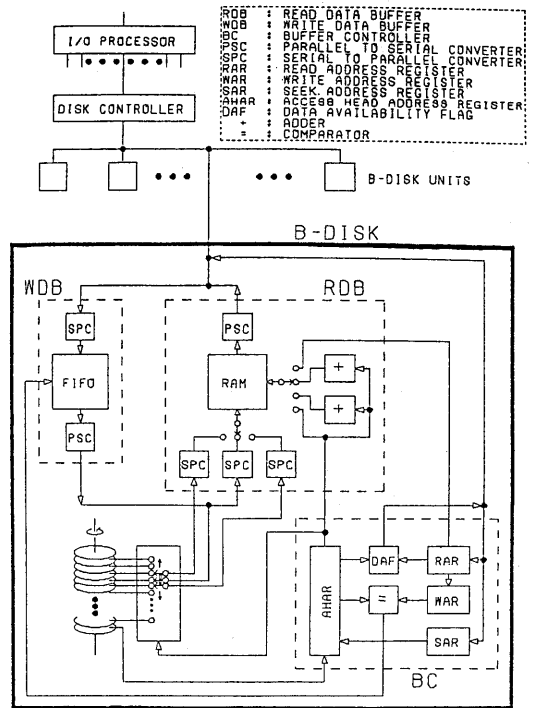 I/O PROCESSOR
DISK CONTROLLER
RDB : READ DATA BUFFER
WDB : WRITE DATA BUFFER
BC : BUFFER CONTROLLER
PSC : PARALLEL TO SERIAL CONVERTER
SPC : SERIAL TO PARALLEL CONVERTER
RAR : READ ADDRESS REGISTER
WAR : WRITE ADDRESS REGISTER
SAR : SEEK ADDRESS REGISTER
AHAR : ACCESS HEAD ADDRESS REGISTER
DAF : DATA AVAILABILITY FLAG
+ : ADDER
= : COMPARATOR
B-DISK UNITS
B-DISK
WDB
RDB
SPC
PSC
FIFO
RAM
+
+
PSC
SPC
SPC
SPC
AHAR
DAF
RAR
=
WAR
SAR
BC